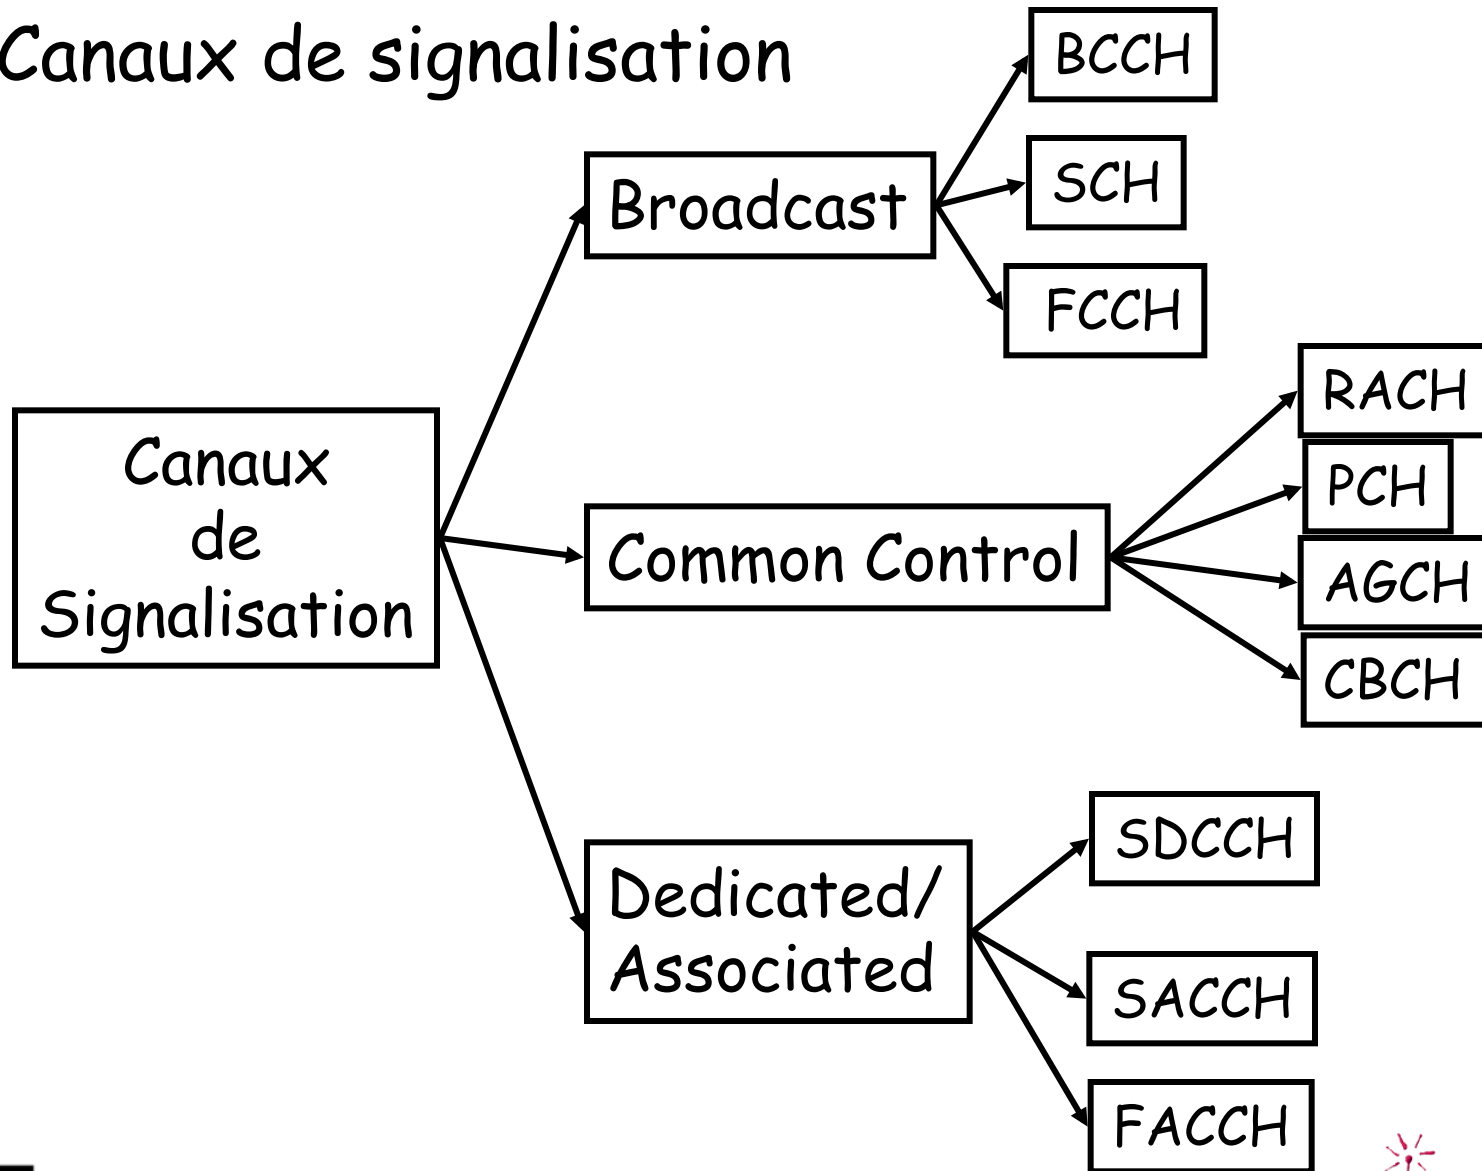 Canaux de signalisation
BCCH
SCH
FCCH
Broadcast
Canaux
de
Signalisation
Common Control
RACH
PCH
AGCH
CBCH
Dedicated/
Associated
SDCCH
SACCH
FACCH